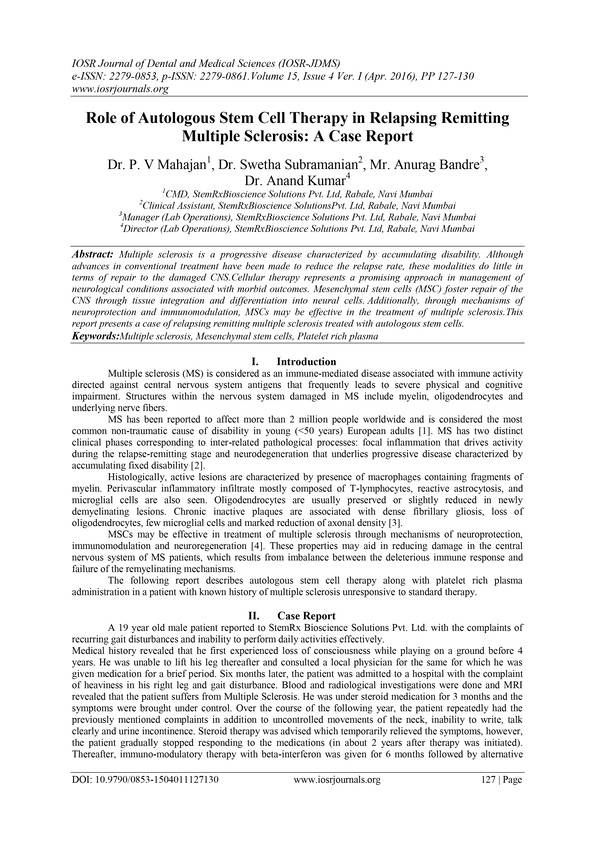 IOSR Journal of Dental and Medical Sciences (IOSR-JDMS)
e-ISSN: 2279-0853, p-ISSN: 2279-0861.Volume 15, Issue 4 Ver. I (Apr. 2016), PP 127-130
www.iosrjournals.org
Role of Autologous Stem Cell Therapy in Relapsing Remitting
Multiple Sclerosis: A Case Report
Dr. P. V Mahajan1, Dr. Swetha Subramanian2, Mr. Anurag Bandre3,
Dr. Anand Kumar4
1CMD, StemRxBioscience Solutions Pvt. Ltd, Rabale, Navi Mumbai
2Clinical Assistant, StemRxBioscience SolutionsPvt. Ltd, Rabale, Navi Mumbai
3Manager (Lab Operations), StemRxBioscience Solutions Pvt. Ltd, Rabale, Navi Mumbai
4Director (Lab Operations), StemRxBioscience Solutions Pvt. Ltd, Rabale, Navi Mumbai
Abstract: Multiple sclerosis is a progressive disease characterized by accumulating disability. Although
advances in conventional treatment have been made to reduce the relapse rate, these modalities do little in
terms of repair to the damaged CNS.Cellular therapy represents a promising approach in management of
neurological conditions associated with morbid outcomes. Mesenchymal stem cells (MSC) foster repair of the
CNS through tissue integration and differentiation into neural cells. Additionally, through mechanisms of
neuroprotection and immunomodulation, MSCs may be effective in the treatment of multiple sclerosis.This
report presents a case of relapsing remitting multiple sclerosis treated with autologous stem cells.
Keywords:Multiple sclerosis, Mesenchymal stem cells, Platelet rich plasma
I. Introduction
Multiple sclerosis (MS) is considered as an immune-mediated disease associated with immune activity
directed against central nervous system antigens that frequently leads to severe physical and cognitive
impairment. Structures within the nervous system damaged in MS include myelin, oligodendrocytes and
underlying nerve fibers.
MS has been reported to affect more than 2 million people worldwide and is considered the most
common non-traumatic cause of disability in young (<50 years) European adults [1]. MS has two distinct
clinical phases corresponding to inter-related pathological processes: focal inflammation that drives activity
during the relapse-remitting stage and neurodegeneration that underlies progressive disease characterized by
accumulating fixed disability [2].
Histologically, active lesions are characterized by presence of macrophages containing fragments of
myelin. Perivascular inflammatory infiltrate mostly composed of T-lymphocytes, reactive astrocytosis, and
microglial cells are also seen. Oligodendrocytes are usually preserved or slightly reduced in newly
demyelinating lesions. Chronic inactive plaques are associated with dense fibrillary gliosis, loss of
oligodendrocytes, few microglial cells and marked reduction of axonal density [3].
MSCs may be effective in treatment of multiple sclerosis through mechanisms of neuroprotection,
immunomodulation and neuroregeneration [4]. These properties may aid in reducing damage in the central
nervous system of MS patients, which results from imbalance between the deleterious immune response and
failure of the remyelinating mechanisms.
The following report describes autologous stem cell therapy along with platelet rich plasma
administration in a patient with known history of multiple sclerosis unresponsive to standard therapy.
II. Case Report
A 19 year old male patient reported to StemRx Bioscience Solutions Pvt. Ltd. with the complaints of
recurring gait disturbances and inability to perform daily activities effectively.
Medical history revealed that he first experienced loss of consciousness while playing on a ground before 4
years. He was unable to lift his leg thereafter and consulted a local physician for the same for which he was
given medication for a brief period. Six months later, the patient was admitted to a hospital with the complaint
of heaviness in his right leg and gait disturbance. Blood and radiological investigations were done and MRI
revealed that the patient suffers from Multiple Sclerosis. He was under steroid medication for 3 months and the
symptoms were brought under control. Over the course of the following year, the patient repeatedly had the
previously mentioned complaints in addition to uncontrolled movements of the neck, inability to write, talk
clearly and urine incontinence. Steroid therapy was advised which temporarily relieved the symptoms, however,
the patient gradually stopped responding to the medications (in about 2 years after therapy was initiated).
Thereafter, immuno-modulatory therapy with beta-interferon was given for 6 months followed by alternative
DOI: 10.9790/0853-1504011127130 www.iosrjournals.org 127 | Page